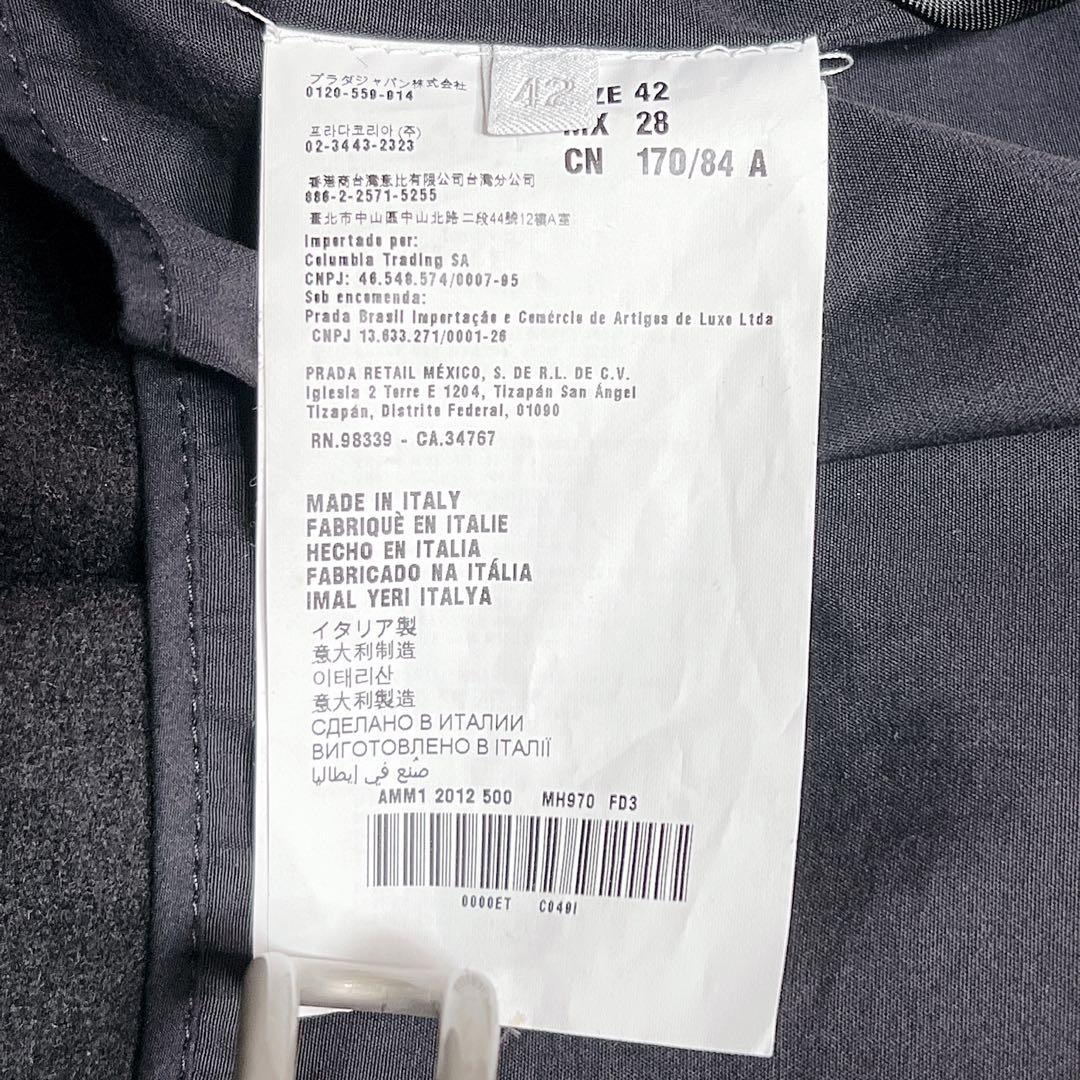 プラダジャパン株式会社
0120-559-914
프라다코리아 (주)
02-3443-2323
香港商台灣意比有限公司台灣分公司
886-2-2571-5255
臺北市中山區中山北路二段44號12樓A室
42
ZE 42
MX 28
CN 170/84 A
Importado por:
Columbia Trading SA
CNPJ: 46.548.574/0007-95
Sob encomenda:
Prada Brasil Importação e Comércio de Artigos de Luxo Ltda
CNPJ 13.633.271/0001-26
PRADA RETAIL MÉXICO, S. DE R.L. DE C.V.
Iglesia 2 Torre E 1204, Tizapán San Ángel
Tizapán, Distrito Federal, 01090
RN.98339 - CA.34767
MADE IN ITALY
FABRIQUÈ EN ITALIE
HECHO EN ITALIA
FABRICADO NA ITÁLIA
IMAL YERI ITALYA
イタリア製
意大利制造
이태리산
意大利製造
СДЕЛАНО В ИТАЛИИ
ВИГОТОВЛЕНО В ІТАЛІЇ
صُنع في إيطاليا
AMM1 2012 500 MH970 FD3
0000ET C049I